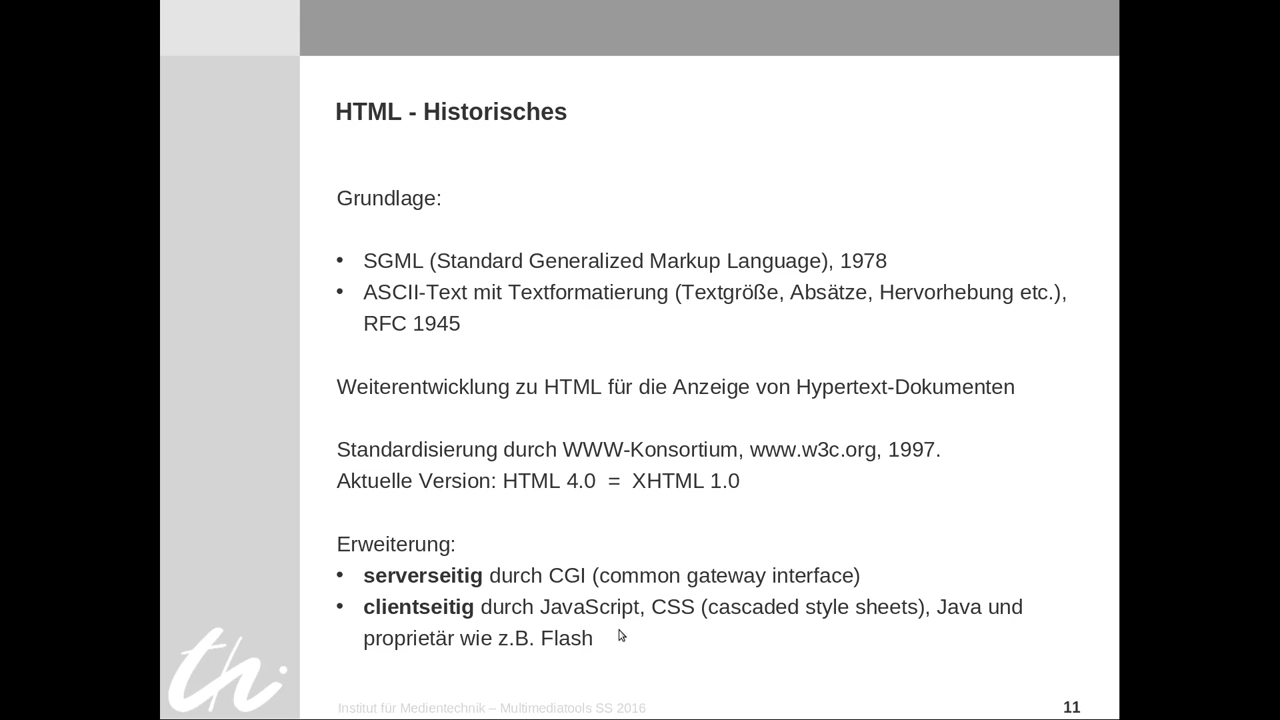 HTML - Historisches
Grundlage:
• SGML (Standard Generalized Markup Language), 1978
• ASCII-Text mit Textformatierung (Textgröße, Absätze, Hervorhebung etc.),
RFC 1945
Weiterentwicklung zu HTML für die Anzeige von Hypertext-Dokumenten
Standardisierung durch WWW-Konsortium, www.w3c.org, 1997.
Aktuelle Version: HTML 4.0 = XHTML 1.0
Erweiterung:
• serverseitig durch CGI (common gateway interface)
• clientseitig durch JavaScript, CSS (cascaded style sheets), Java und
proprietär wie z.B. Flash
th
Institut für Medientechnik – Multimediatools SS 2016
11